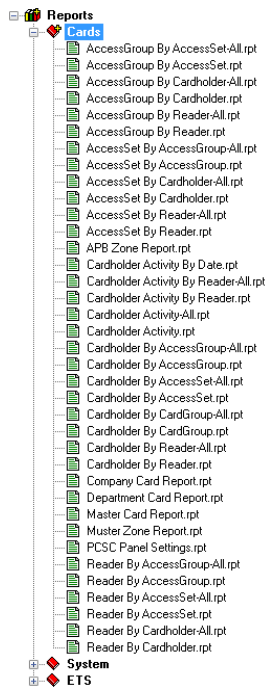 Reports
Cards
AccessGroup By AccessSet-All.rpt
AccessGroup By AccessSet.rpt
AccessGroup By Cardholder-All.rpt
AccessGroup By Cardholder.rpt
AccessGroup By Reader-All.rpt
AccessGroup By Reader.rpt
AccessSet By AccessGroup-All.rpt
AccessSet By AccessGroup.rpt
AccessSet By Cardholder-All.rpt
AccessSet By Cardholder.rpt
AccessSet By Reader-All.rpt
AccessSet By Reader.rpt
APB Zone Report.rpt
Cardholder Activity By Date.rpt
Cardholder Activity By Reader-All.rpt
Cardholder Activity By Reader.rpt
Cardholder Activity-All.rpt
Cardholder Activity.rpt
Cardholder By AccessGroup-All.rpt
Cardholder By AccessGroup.rpt
Cardholder By AccessSet-All.rpt
Cardholder By AccessSet.rpt
Cardholder By CardGroup-All.rpt
Cardholder By CardGroup.rpt
Cardholder By Reader-All.rpt
Cardholder By Reader.rpt
Company Card Report.rpt
Department Card Report.rpt
Master Card Report.rpt
Muster Zone Report.rpt
PCSC Panel Settings.rpt
Reader By AccessGroup-All.rpt
Reader By AccessGroup.rpt
Reader By AccessSet-All.rpt
Reader By AccessSet.rpt
Reader By Cardholder-All.rpt
Reader By Cardholder.rpt
System
ETS